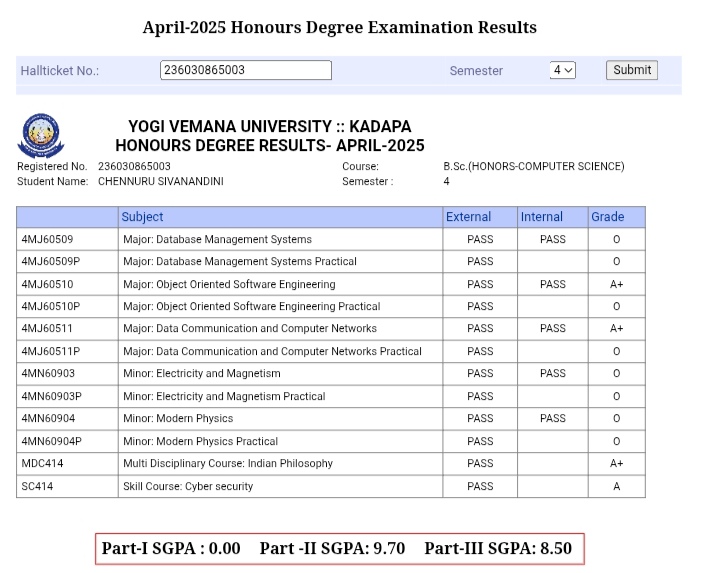 April-2025 Honours Degree Examination Results
Hallticket No.: 236030865003 Semester 4 Submit
YOGI VEMANA UNIVERSITY :: KADAPA
HONOURS DEGREE RESULTS- APRIL-2025
Registered No. 236030865003 Course: B.Sc.(HONORS-COMPUTER SCIENCE)
Student Name: CHENNURU SIVANANDINI Semester : 4
Subject External Internal Grade
4MJ60509 Major: Database Management Systems PASS PASS O
4MJ60509P Major: Database Management Systems Practical PASS O
4MJ60510 Major: Object Oriented Software Engineering PASS PASS A+
4MJ60510P Major: Object Oriented Software Engineering Practical PASS O
4MJ60511 Major: Data Communication and Computer Networks PASS PASS A+
4MJ60511P Major: Data Communication and Computer Networks Practical PASS O
4MN60903 Minor: Electricity and Magnetism PASS PASS O
4MN60903P Minor: Electricity and Magnetism Practical PASS O
4MN60904 Minor: Modern Physics PASS PASS O
4MN60904P Minor: Modern Physics Practical PASS O
MDC414 Multi Disciplinary Course: Indian Philosophy PASS A+
SC414 Skill Course: Cyber security PASS A
Part-I SGPA : 0.00 Part -II SGPA: 9.70 Part-III SGPA: 8.50